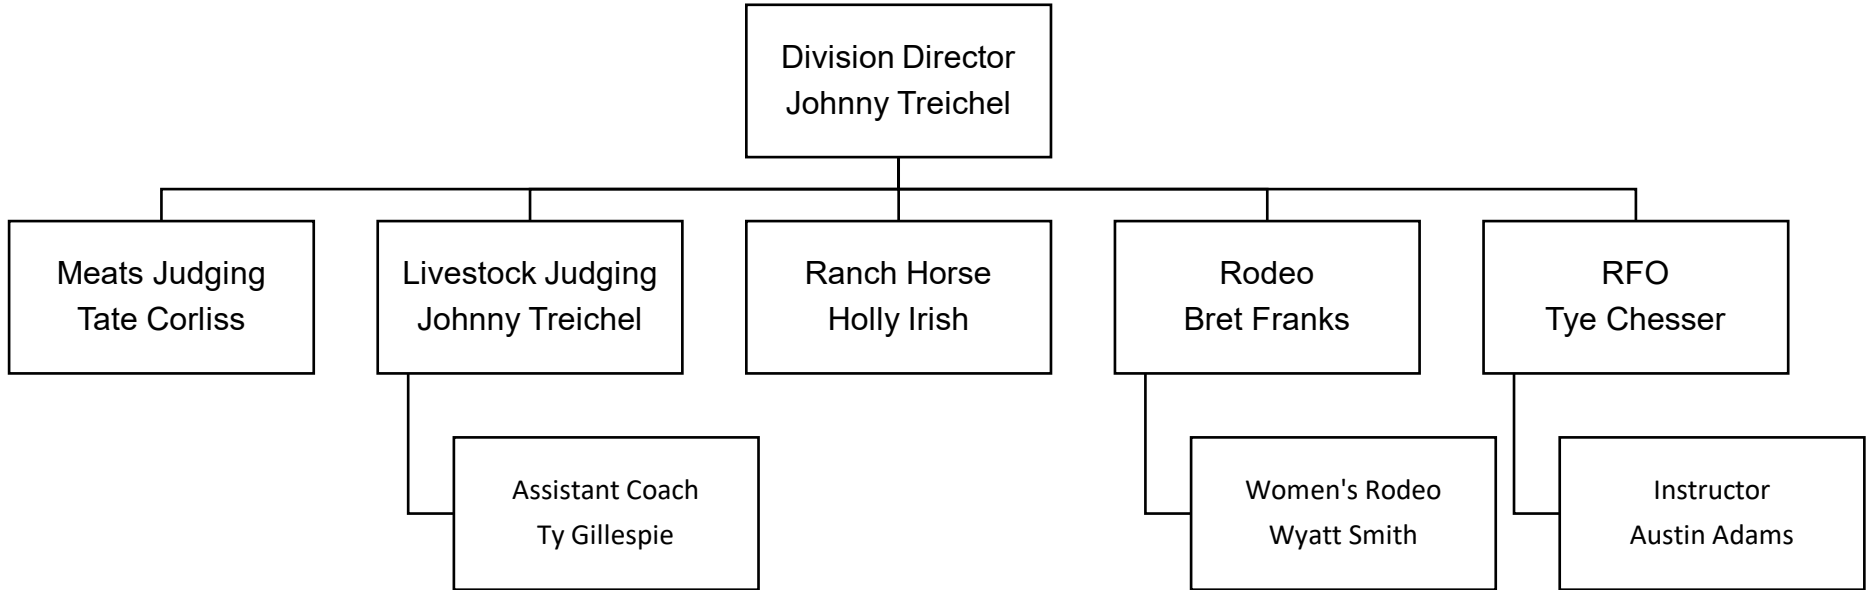 Division Director
Johnny Treichel
Meats Judging
Tate Corliss
Livestock Judging
Johnny Treichel
Ranch Horse
Holly Irish
Rodeo
Bret Franks
RFO
Tye Chesser
Assistant Coach
Ty Gillespie
Women's Rodeo
Wyatt Smith
Instructor
Austin Adams